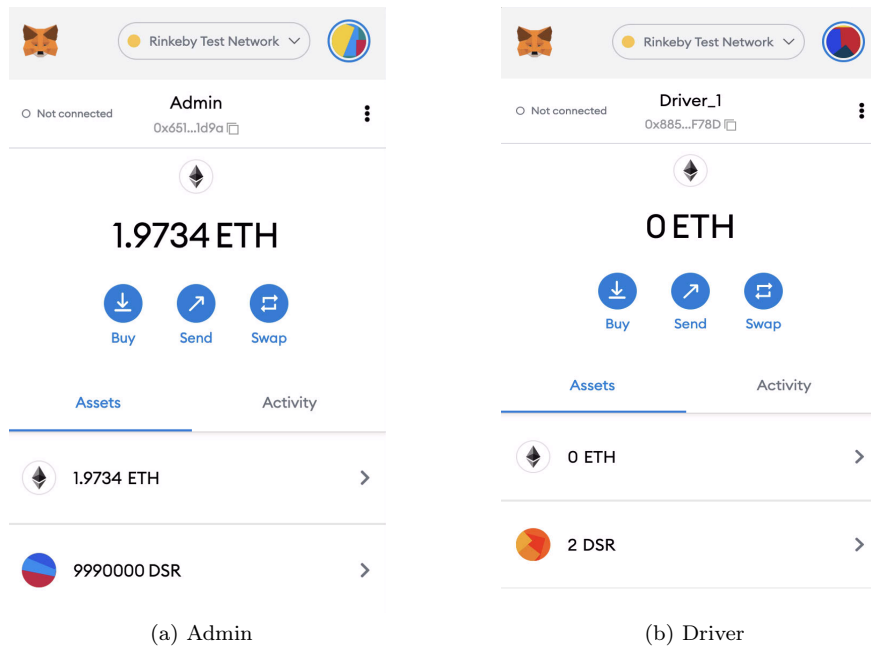 Rinkeby Test Network
Not connected
Admin
0x651...1d9a
1.9734 ETH
Buy Send Swap
Assets Activity
1.9734 ETH
9990000 DSR
(a) Admin
Rinkeby Test Network
Not connected
Driver_1
0x885...F78D
0 ETH
Buy Send Swap
Assets Activity
0 ETH
2 DSR
(b) Driver